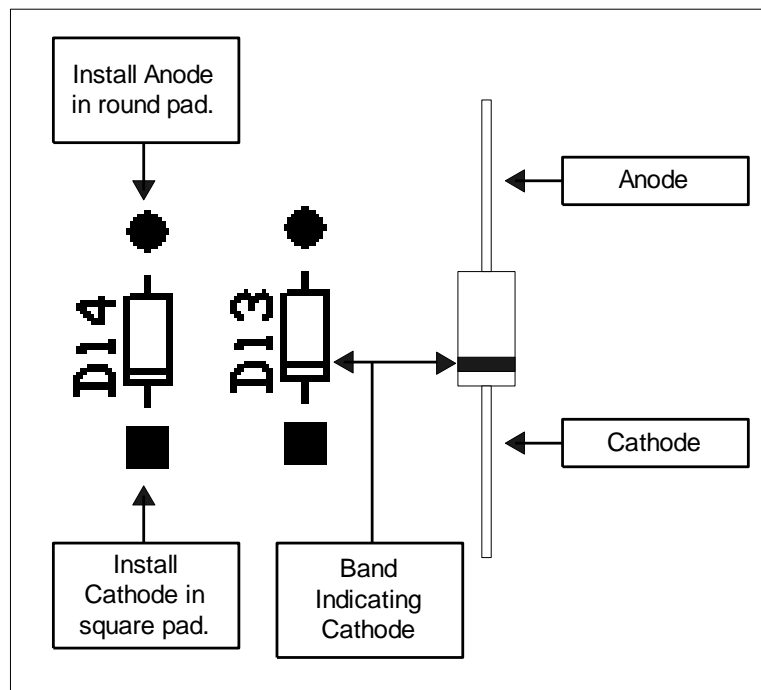 Install Anode
in round pad.
Anode
D14
D13
Cathode
Install
Cathode in
square pad.
Band
Indicating
Cathode